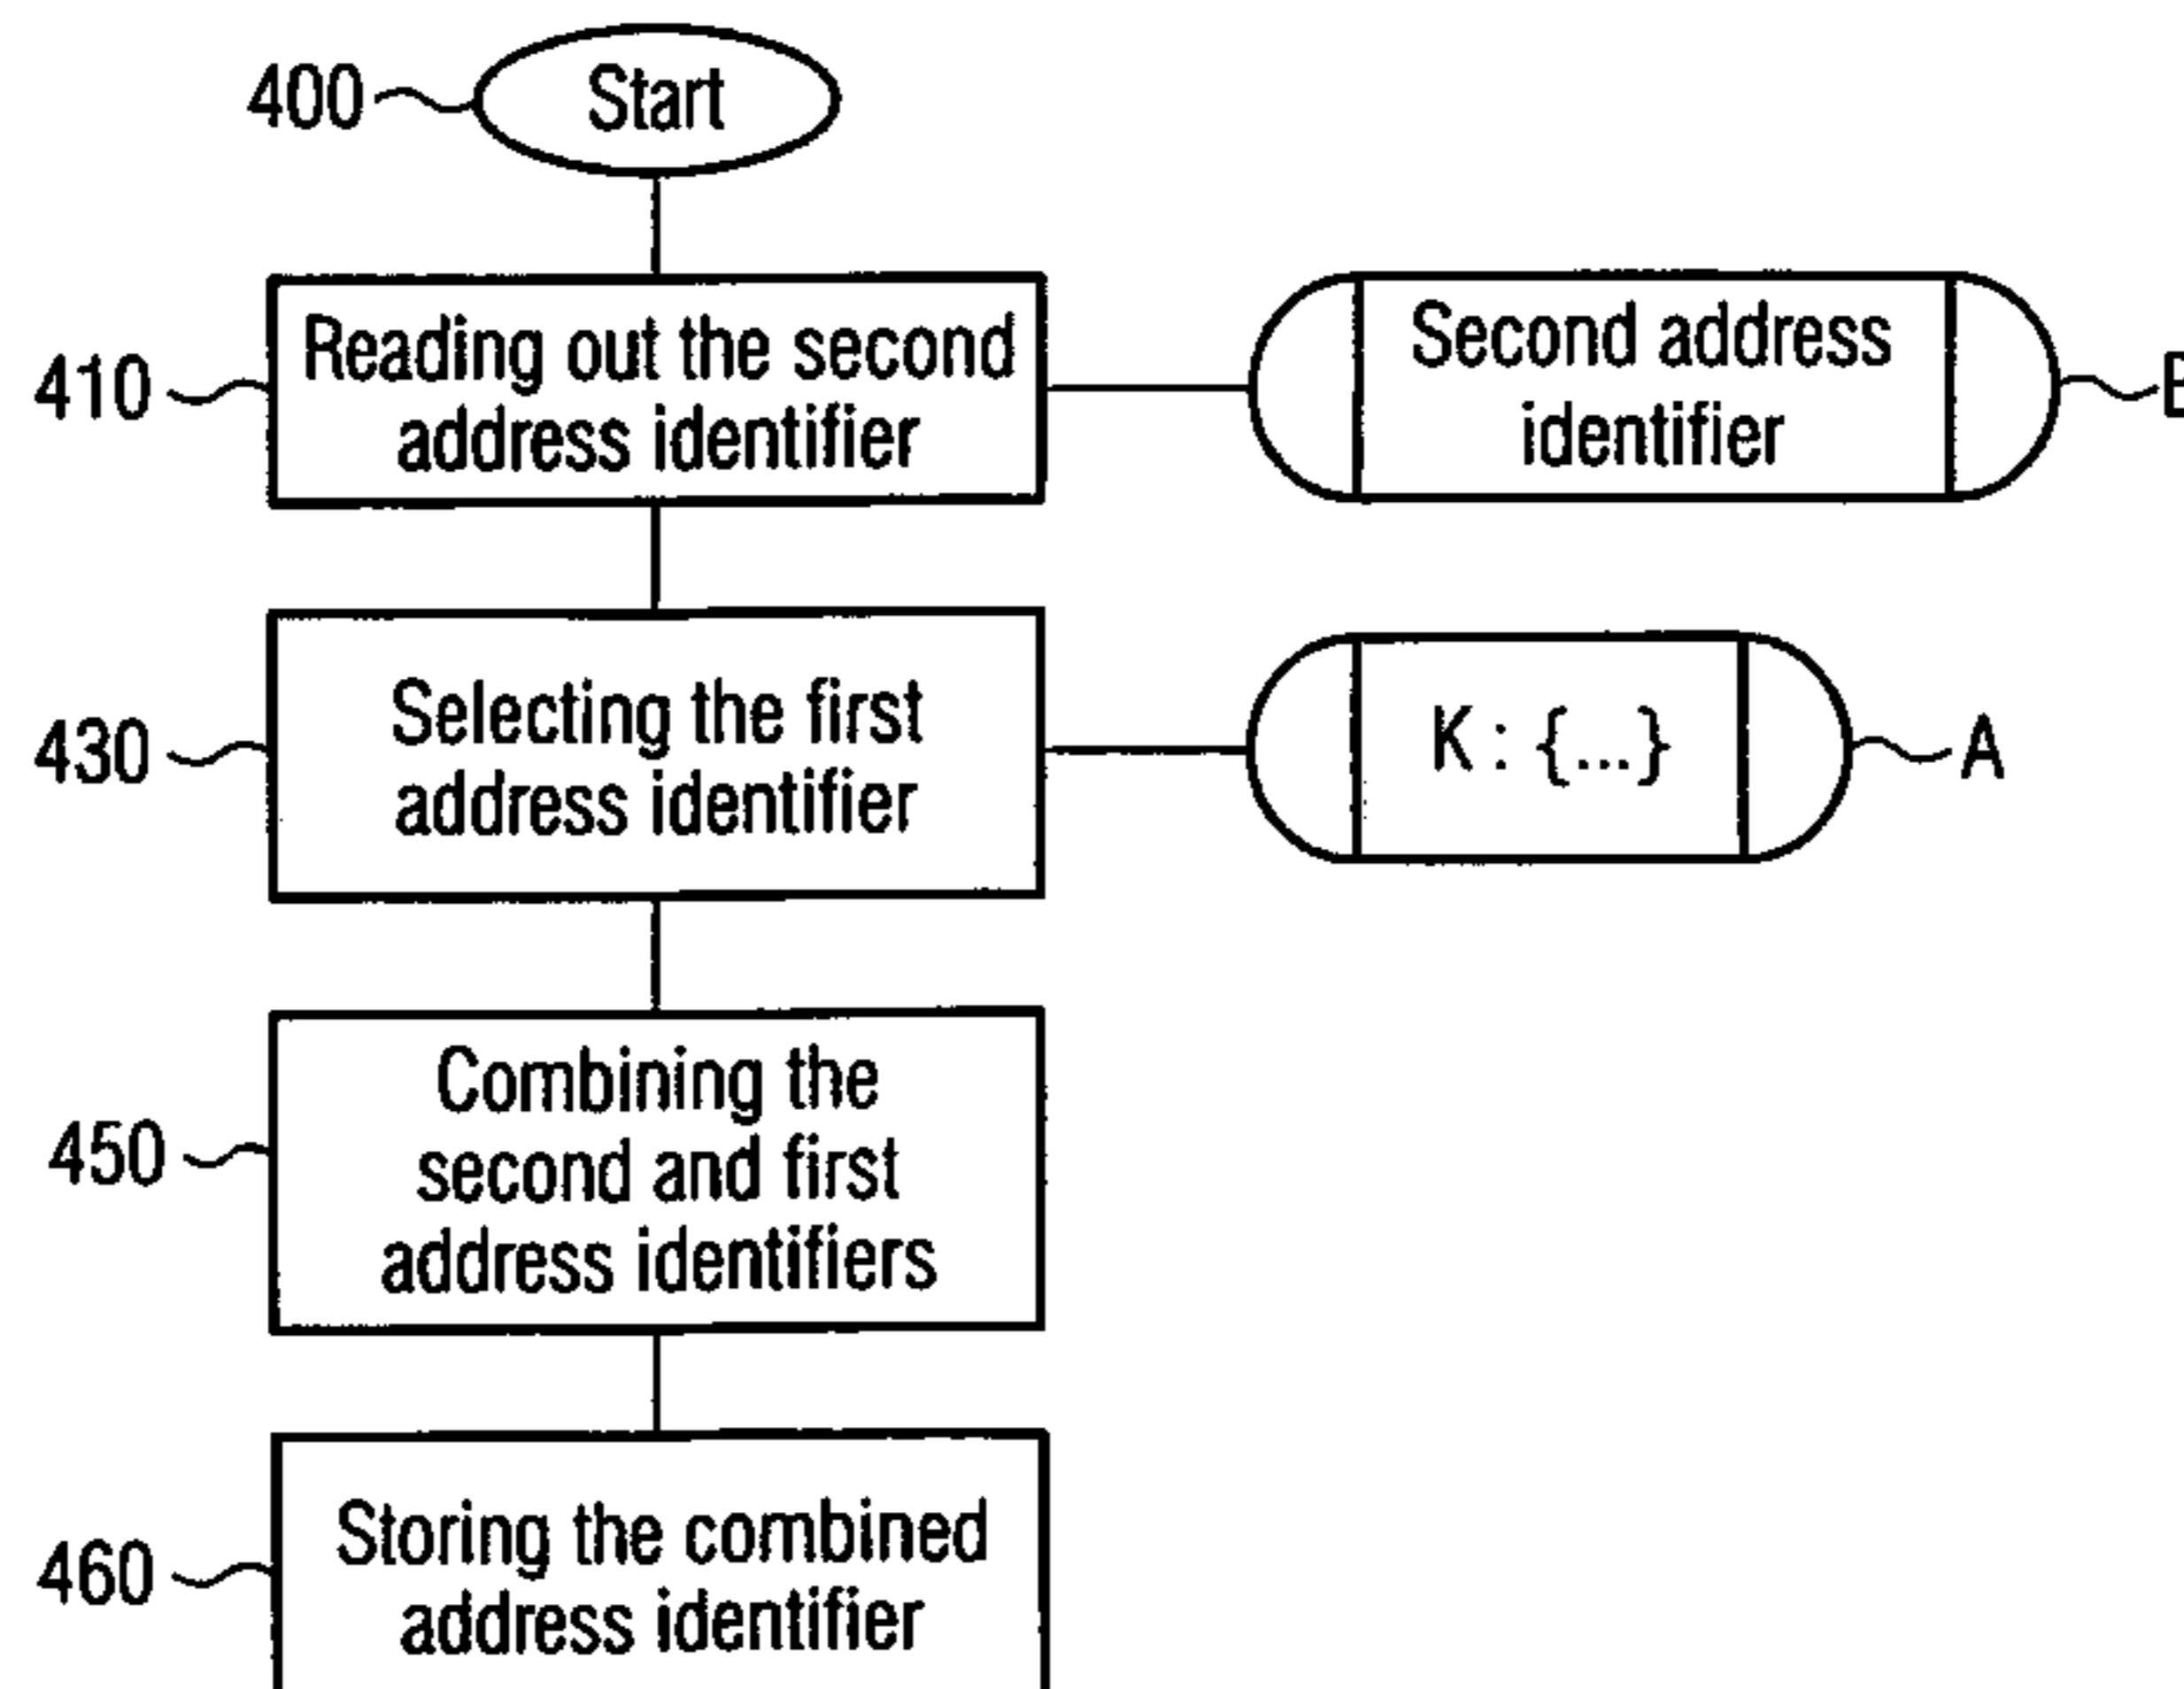 400
Start
410
Reading out the second
address identifier
Second address
identifier
430
Selecting the first
address identifier
K : {...}
A
450
Combining the
second and first
address identifiers
460
Storing the combined
address identifier